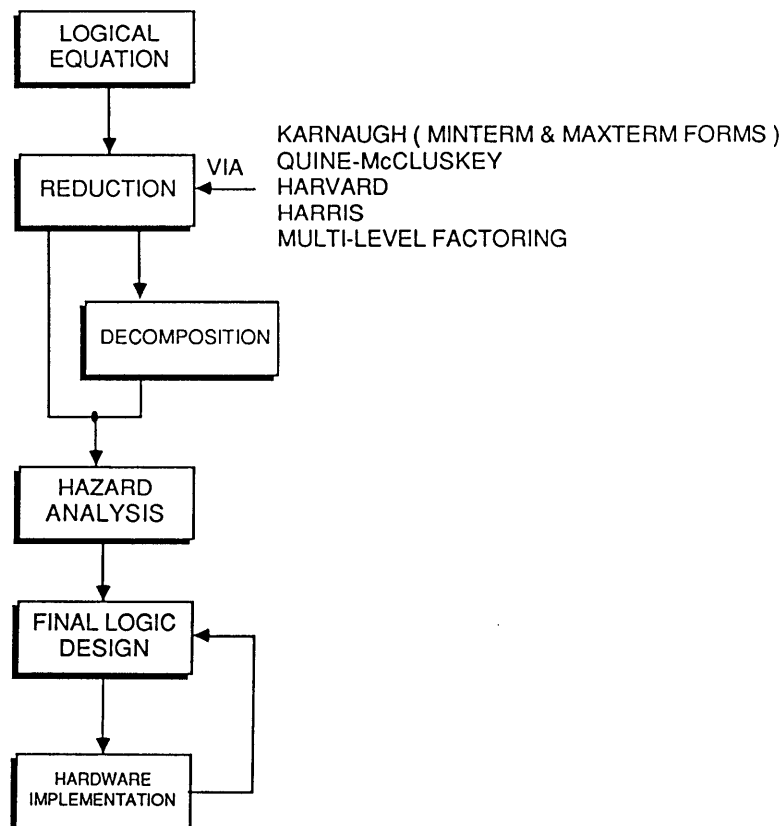 LOGICAL
EQUATION
KARNAUGH ( MINTERM & MAXTERM FORMS )
VIA
QUINE-McCLUSKEY
REDUCTION
HARVARD
HARRIS
MULTI-LEVEL FACTORING
DECOMPOSITION
HAZARD
ANALYSIS
FINAL LOGIC
DESIGN
HARDWARE
IMPLEMENTATION